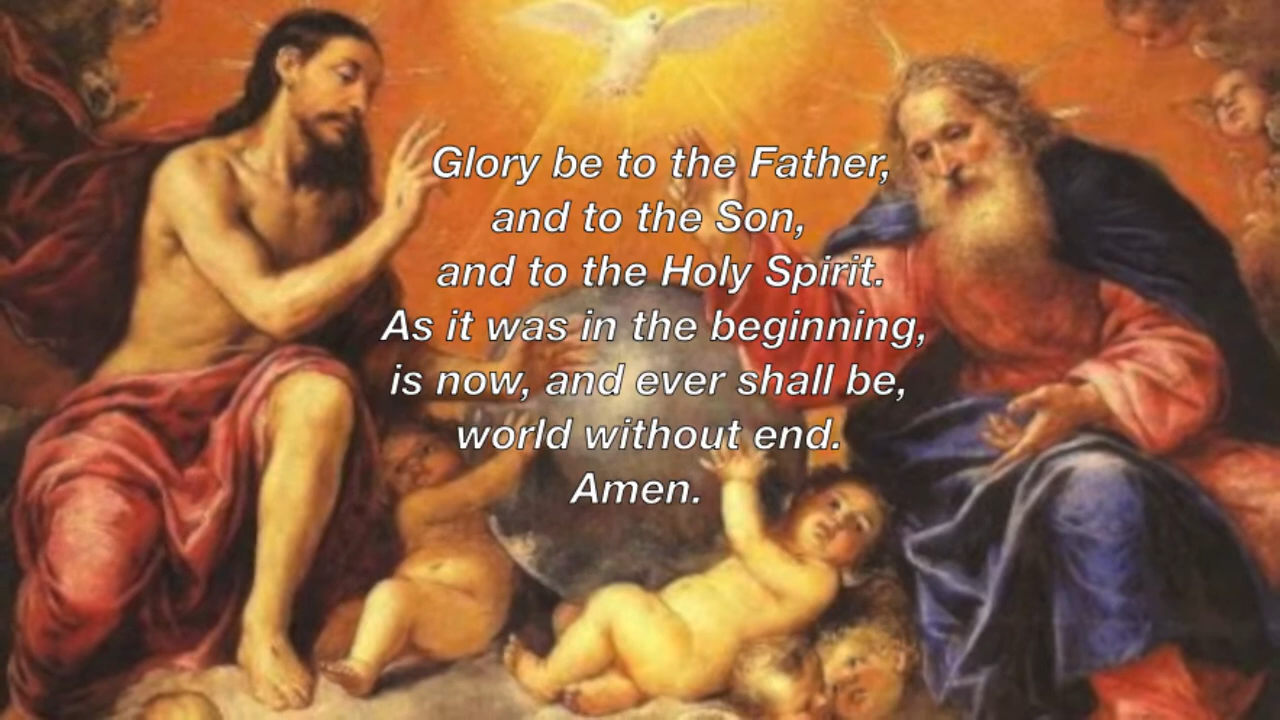 Glory be to the Father,
and to the Son,
and to the Holy Spirit.
As it was in the beginning,
is now, and ever shall be,
world without end.
Amen.